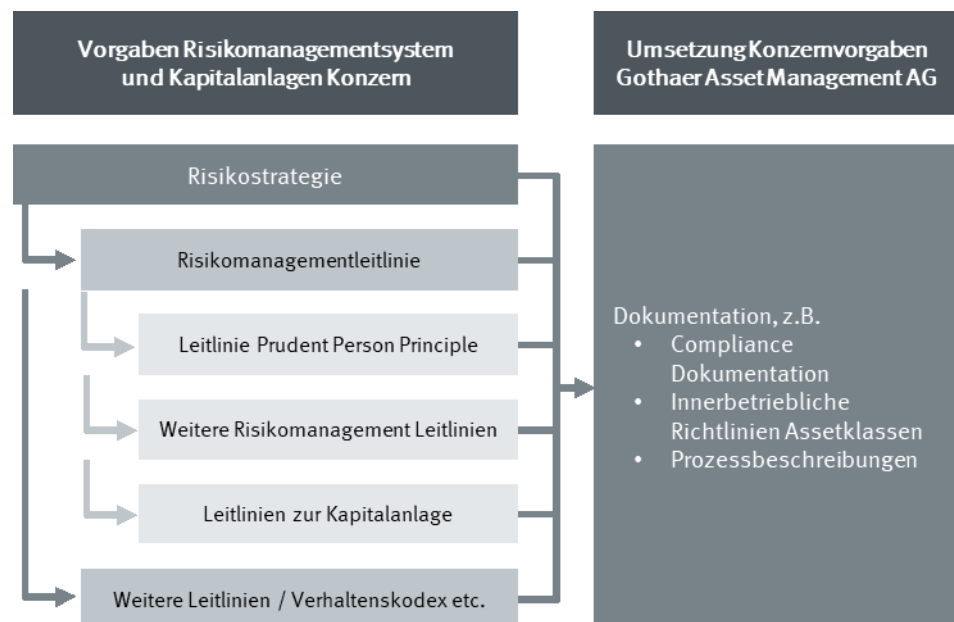 Vorgaben Risikomanagementsystem
und Kapitalanlagen Konzern
Umsetzung Konzernvorgaben
Gothaer Asset Management AG
Risikostrategie
Risikomanagementleitlinie
Leitlinie Prudent Person Principle
Weitere Risikomanagement Leitlinien
Leitlinien zur Kapitalanlage
Weitere Leitlinien / Verhaltenskodex etc.
Dokumentation, z.B.
• Compliance
Dokumentation
• Innerbetriebliche
Richtlinien Assetklassen
• Prozessbeschreibungen